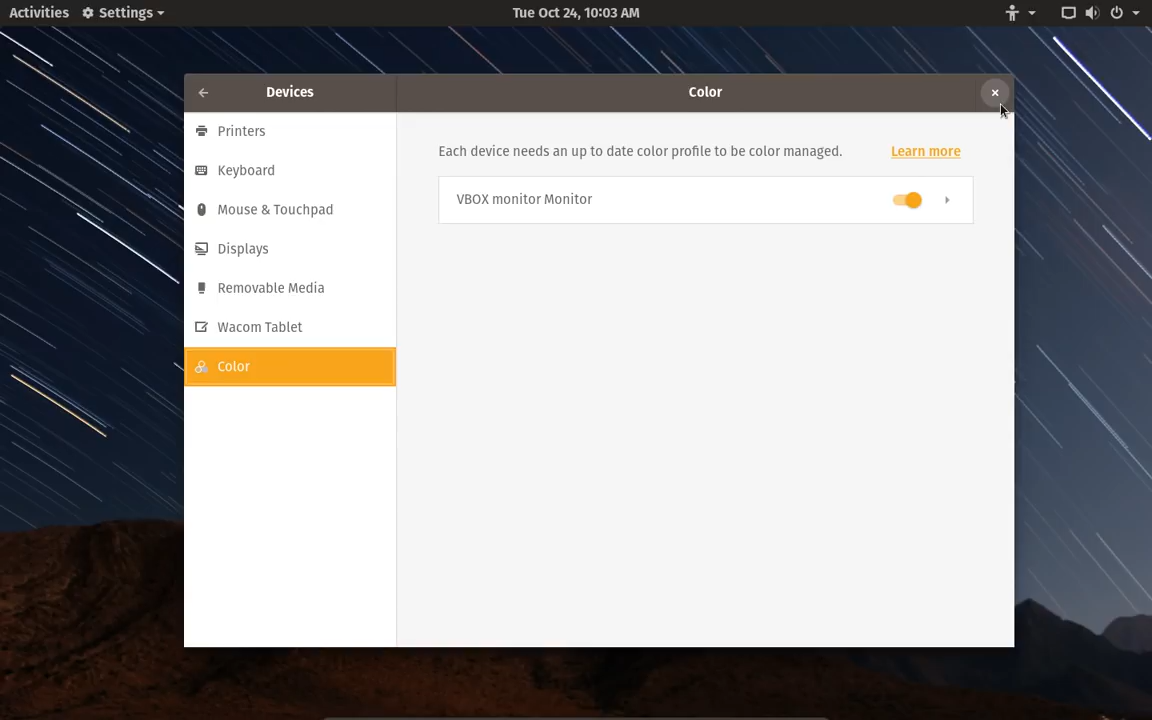 Activities
Settings
Tue Oct 24, 10:03 AM
Devices
Color
Printers
Keyboard
Mouse & Touchpad
Displays
Removable Media
Wacom Tablet
Color
Each device needs an up to date color profile to be color managed.
Learn more
VBOX monitor Monitor